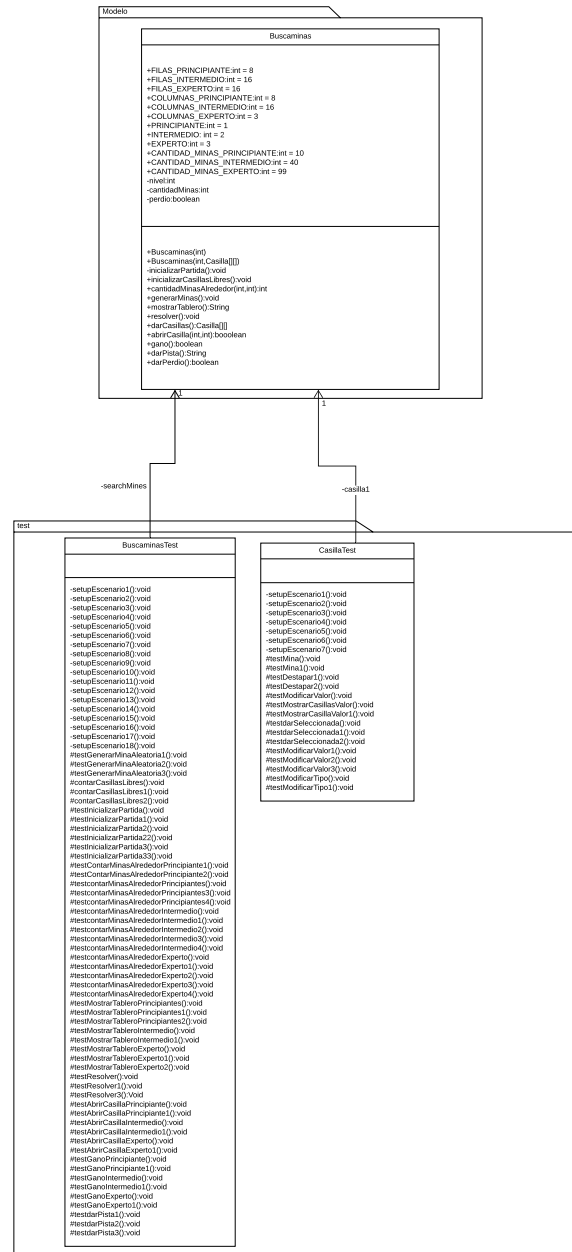 Modelo
Buscaminas
+FILAS_PRINCIPIANTE:int = 8
+FILAS_INTERMEDIO:int = 16
+FILAS_EXPERTO:int = 16
+COLUMNAS_PRINCIPIANTE:int = 8
+COLUMNAS_INTERMEDIO:int = 16
+COLUMNS_EXPERTO:int = 3
+PRINCIPIANTE:int = 1
+INTERMEDIO: int = 2
+EXPERTO:int = 3
+CANTIDAD_MINAS_PRINCIPIANTE:int = 10
+CANTIDAD_MINAS_INTERMEDIO:int = 40
+CANTIDAD_MINAS_EXPERTO:int = 99
-nivel:int
-cantidadMinas:int
-perdio:boolean
+Buscaminas(int)
+Buscaminas(int,Casilla[][])
-inicializarPartida():void
+inicializarCasillasLibres():void
+cantidadMinasAlrededor(int,int):int
+generarMinas():void
+mostrarTablero():String
+resolver():void
+darCasillas():Casilla[][]
+abrirCasilla(int,int):booolean
+gano():boolean
+darPista():String
+darPerdio():boolean
1
1
-searchMines
-casilla1
test
BuscaminasTest
-setupEscenario1():void
-setupEscenario2():void
-setupEscenario3():void
-setupEscenario4():void
-setupEscenario5():void
-setupEscenario6():void
-setupEscenario7():void
-setupEscenario8():void
-setupEscenario9():void
-setupEscenario10():void
-setupEscenario11():void
-setupEscenario12():void
-setupEscenario13():void
-setupEscenario14():void
-setupEscenario15():void
-setupEscenario16():void
-setupEscenario17():void
-setupEscenario18():void
#testGenerarMinaAleatoria1():void
#testGenerarMinaAleatoria2():void
#testGenerarMinaAleatoria3():void
#contarCasillasLibres():void
#contarCasillasLibres1():void
#contarCasillasLibres2():void
#testInicializarPartida():void
#testInicializarPartida1():void
#testInicializarPartida2():void
#testInicializarPartida22():void
#testInicializarPartida3():void
#testInicializarPartida33():void
#testContarMinasAlrededorPrincipiante1():void
#testContarMinasAlrededorPrincipiante2():void
#testcontarMinasAlrededorPrincipiantes():void
#testcontarMinasAlrededorPrincipiantes3():void
#testcontarMinasAlrededorPrincipiantes4():void
#testcontarMinasAlrededorIntermedio():void
#testcontarMinasAlrededorIntermedio1():void
#testcontarMinasAlrededorIntermedio2():void
#testcontarMinasAlrededorIntermedio3():void
#testcontarMinasAlrededorIntermedio4():void
#testcontarMinasAlrededorExperto():void
#testcontarMinasAlrededorExperto1():void
#testcontarMinasAlrededorExperto2():void
#testcontarMinasAlrededorExperto3():void
#testcontarMinasAlrededorExperto4():void
#testMostrarTableroPrincipiantes():void
#testMostrarTableroPrincipiantes1():void
#testMostrarTableroPrincipiantes2():void
#testMostrarTableroIntermedio():void
#testMostrarTableroIntermedio1():void
#testMostrarTableroExperto():void
#testMostrarTableroExperto1():void
#testMostrarTableroExperto2():void
#testResolver():void
#testResolver1():void
#testResolver3():Void
#testAbrirCasillaPrincipiante():void
#testAbrirCasillaPrincipiante1():void
#testAbrirCasillaIntermedio():void
#testAbrirCasillaIntermedio1():void
#testAbrirCasillaExperto():void
#testAbrirCasillaExperto1():void
#testGanoPrincipiante():void
#testGanoPrincipiante1():void
#testGanoIntermedio():void
#testGanoIntermedio1():void
#testGanoExperto():void
#testGanoExperto1():void
#testdarPista1():void
#testdarPista2():void
#testdarPista3():void
CasillaTest
-setupEscenario1():void
-setupEscenario2():void
-setupEscenario3():void
-setupEscenario4():void
-setupEscenario5():void
-setupEscenario6():void
-setupEscenario7():void
#testMina():void
#testMina1():void
#testDestapar1():void
#testDestapar2():void
#testModificarValor():void
#testMostrarCasillasValor():void
#testMostrarCasillaValor1():void
#testdarSeleccionada():void
#testdarSeleccionada1():void
#testdarSeleccionada2():void
#testModificarValor1():void
#testModificarValor2():void
#testModificarValor3():void
#testModificarTipo():void
#testModificarTipo1():void